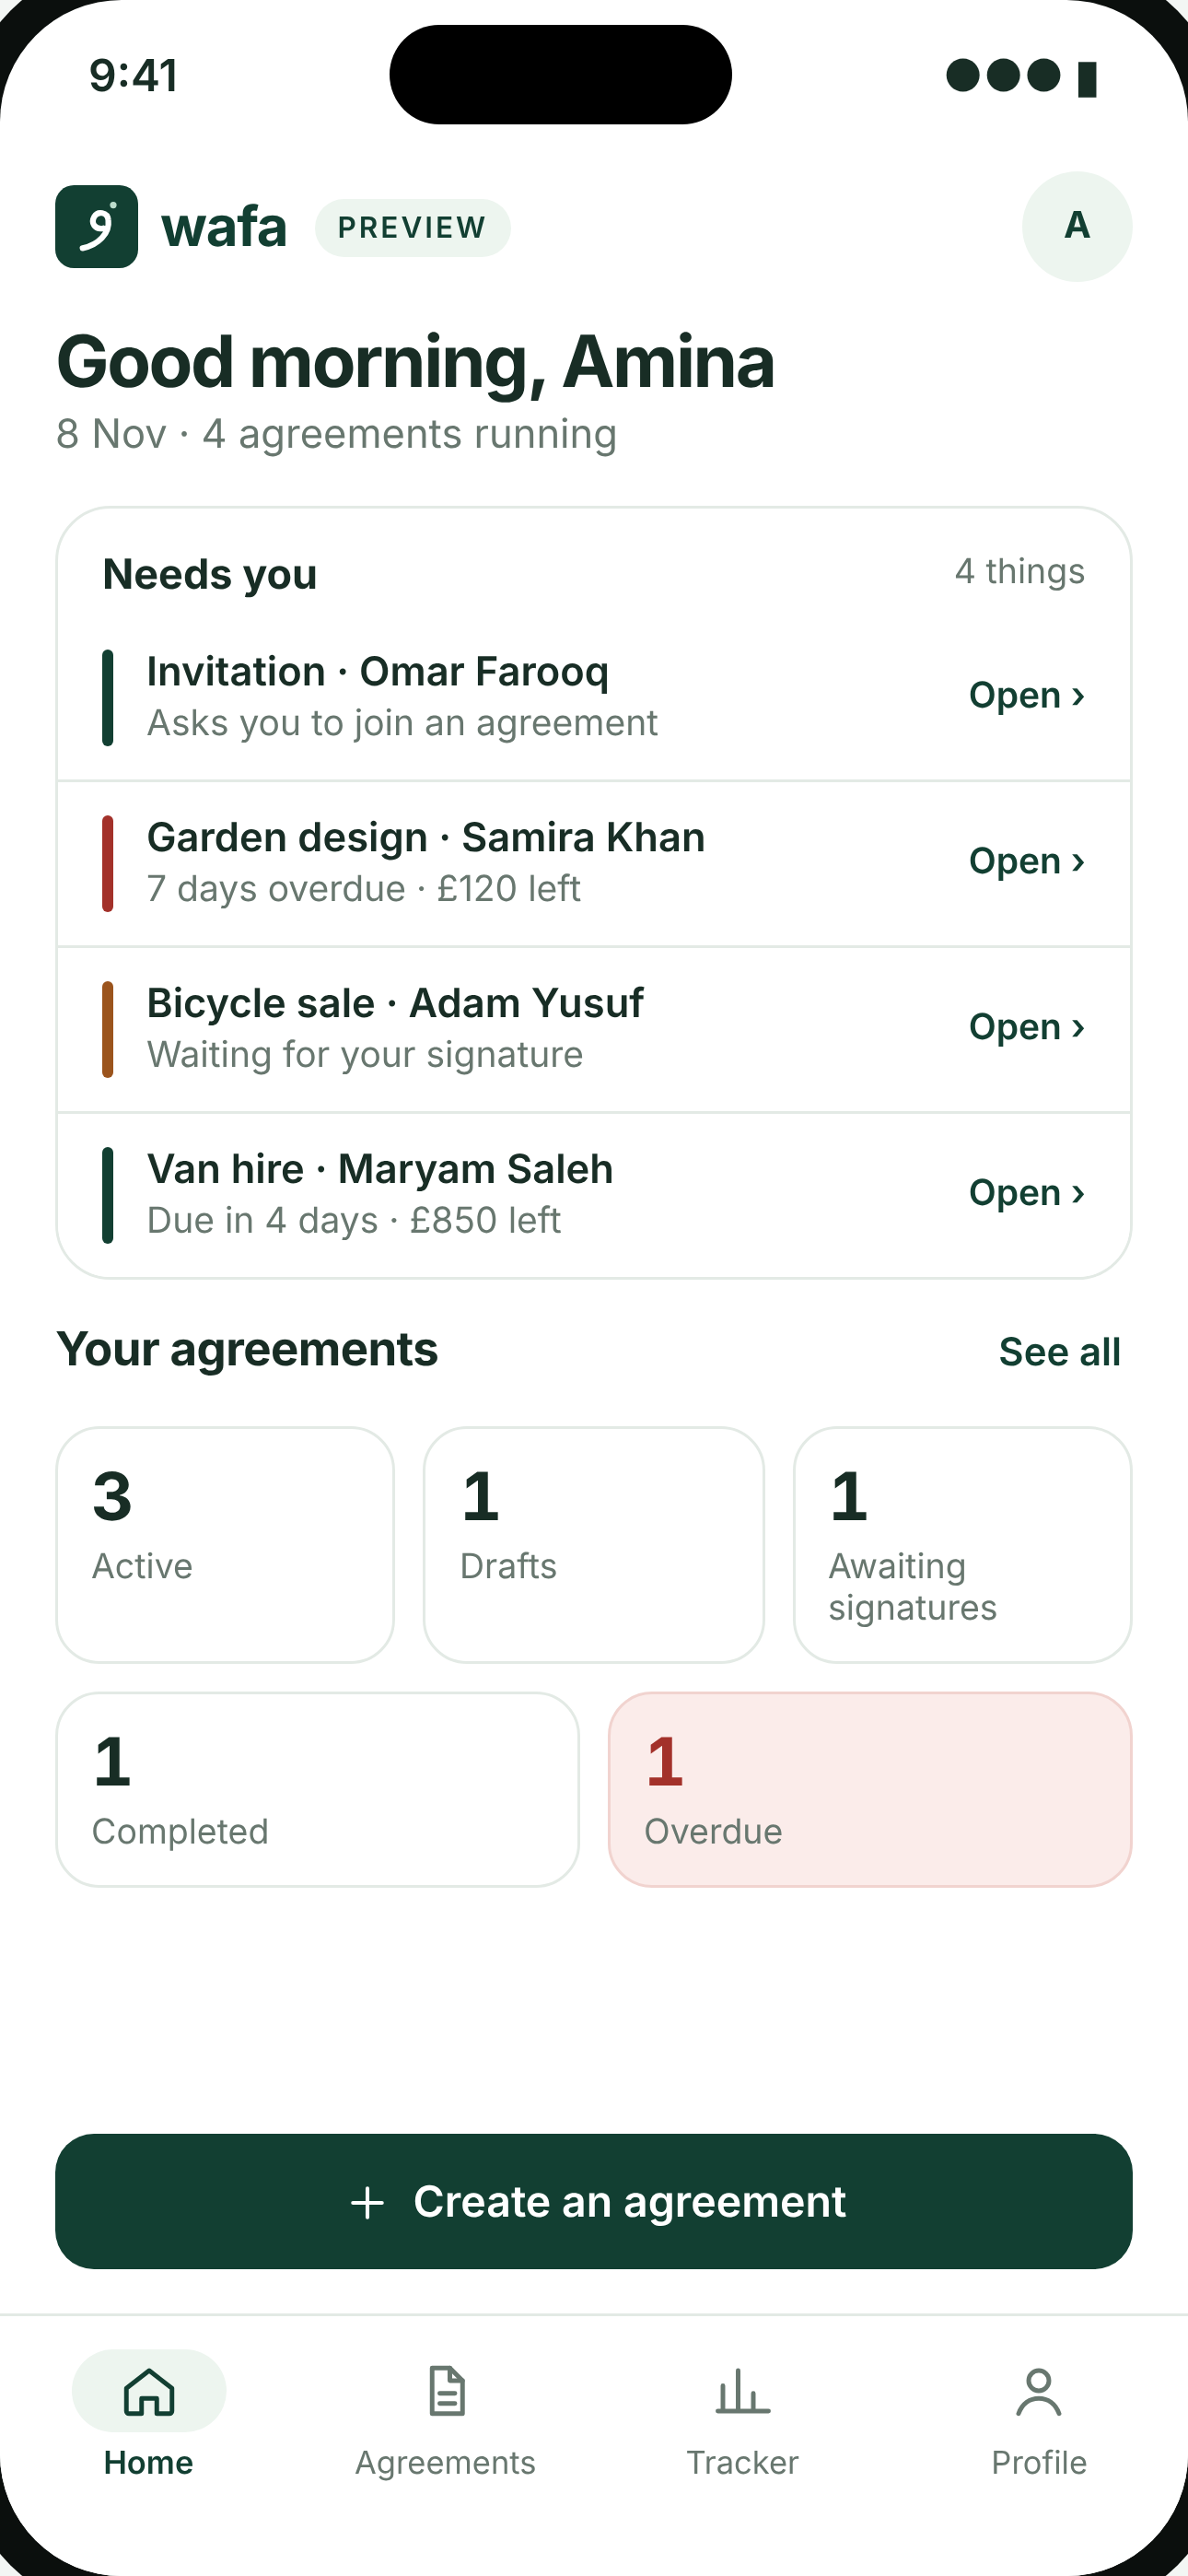 9:41
و wafa PREVIEW A
Good morning, Amina
8 Nov · 4 agreements running
Needs you 4 things
Invitation · Omar Farooq
Asks you to join an agreement
Open ›
Garden design · Samira Khan
7 days overdue · £120 left
Open ›
Bicycle sale · Adam Yusuf
Waiting for your signature
Open ›
Van hire · Maryam Saleh
Due in 4 days · £850 left
Open ›
Your agreements See all
3
Active
1
Drafts
1
Awaiting
signatures
1
Completed
1
Overdue
+ Create an agreement
Home Agreements Tracker Profile